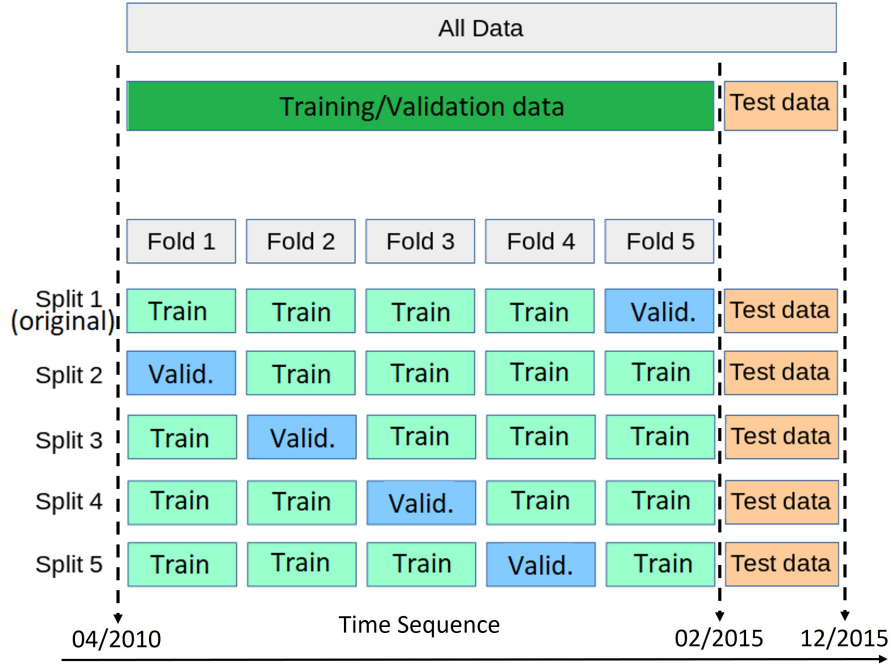 All Data
Training/Validation data Test data
Fold 1 Fold 2 Fold 3 Fold 4 Fold 5
Split 1
(original) Train Train Train Train Valid. Test data
Split 2 Valid. Train Train Train Train Test data
Split 3 Train Valid. Train Train Train Test data
Split 4 Train Train Valid. Train Train Test data
Split 5 Train Train Train Valid. Train Test data
04/2010 Time Sequence 02/2015 12/2015